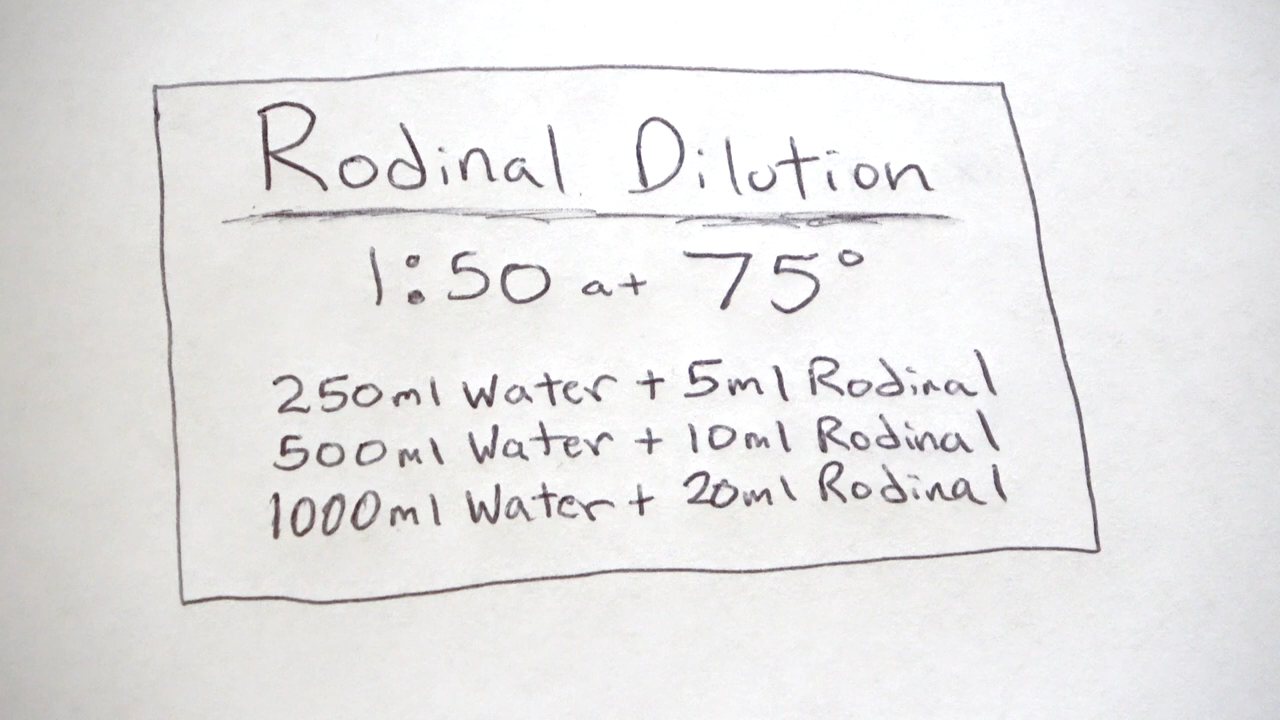 Rodinal Dilution
1:50 at 75°
250ml Water + 5ml Rodinal
500ml Water + 10ml Rodinal
1000ml Water + 20ml Rodinal